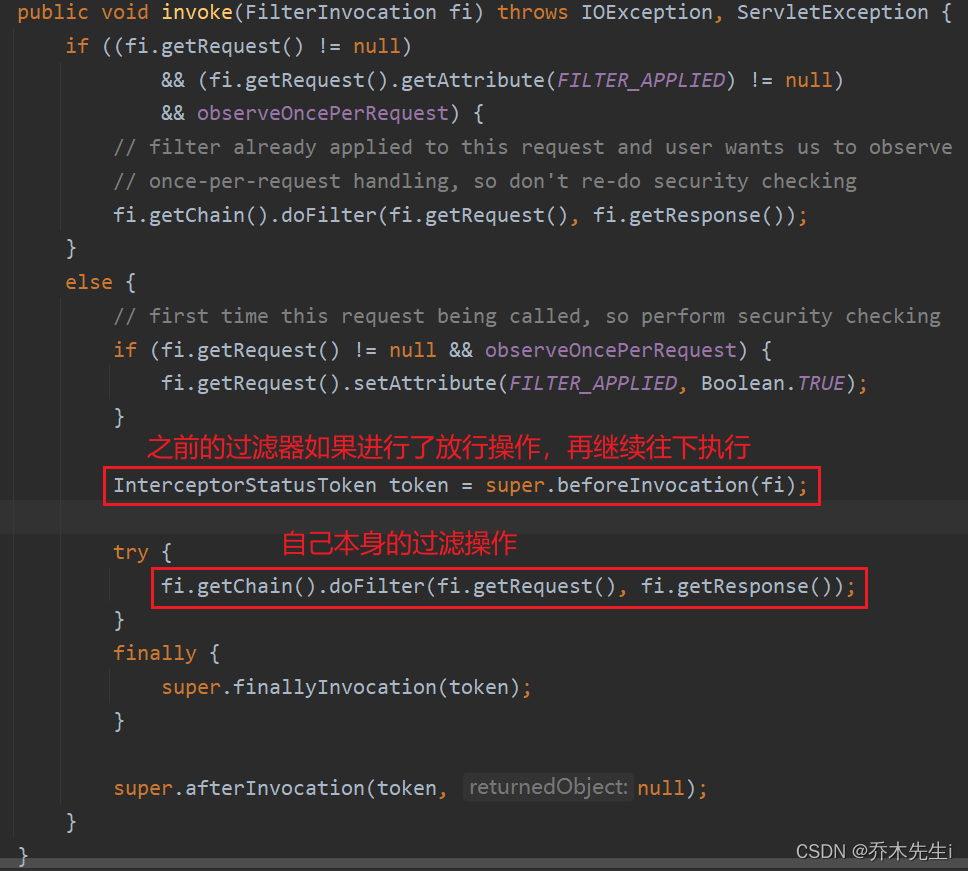 public void invoke(FilterInvocation fi) throws IOException, ServletException {
if ((fi.getRequest() != null)
&& (fi.getRequest().getAttribute(FILTER_APPLIED) != null)
&& observeOncePerRequest) {
// filter already applied to this request and user wants us to observe
// once-per-request handling, so don't re-do security checking
fi.getChain().doFilter(fi.getRequest(), fi.getResponse());
}
else {
// first time this request being called, so perform security checking
if (fi.getRequest() != null && observeOncePerRequest) {
fi.getRequest().setAttribute(FILTER_APPLIED, Boolean.TRUE);
}
之前的过滤器如果进行了放行操作，再继续往下执行
InterceptorStatusToken token = super.beforeInvocation(fi);
自己本身的过滤操作
try {
fi.getChain().doFilter(fi.getRequest(), fi.getResponse());
}
finally {
super.finallyInvocation(token);
}
super.afterInvocation(token, returnedObject: null);
}
}
CSDN @乔木先生i